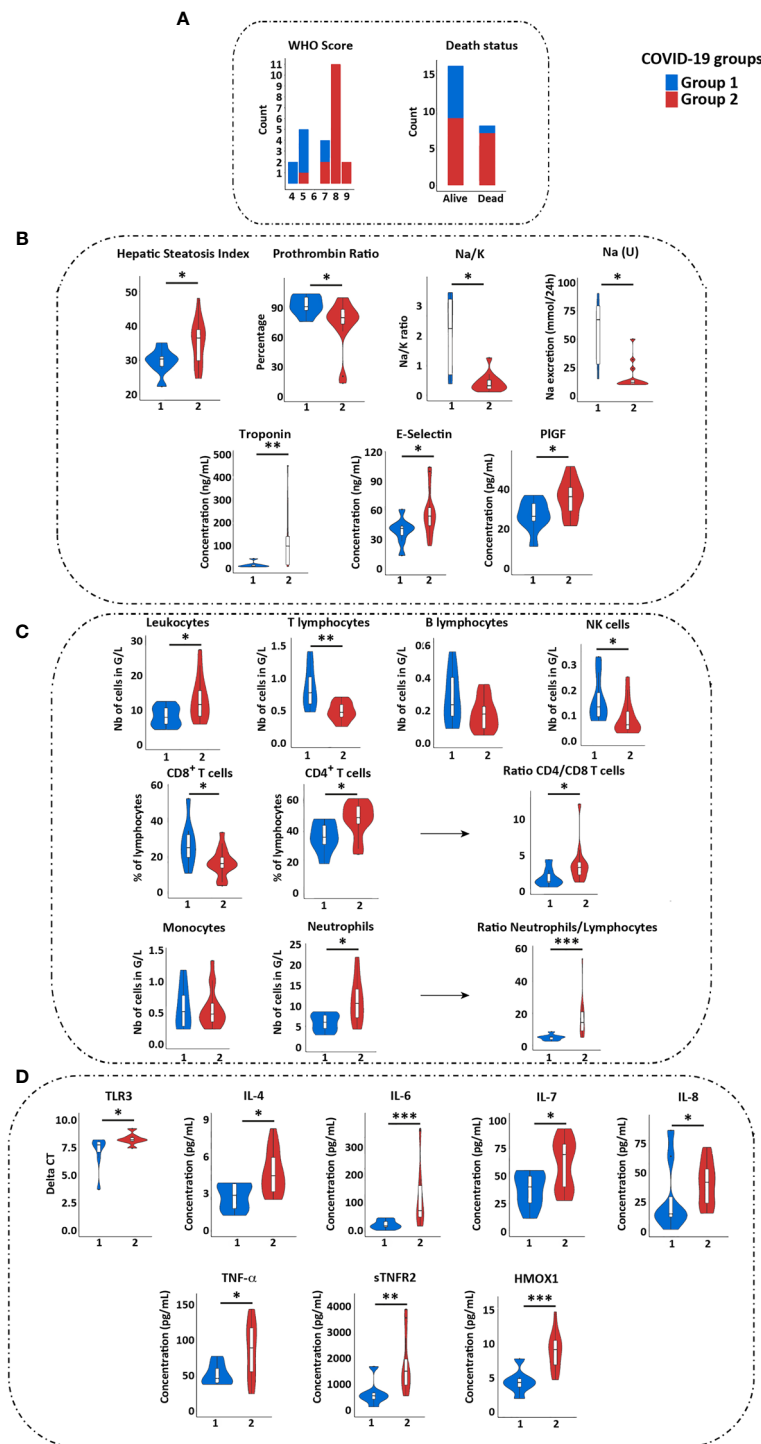 A
WHO Score
Death status
COVID-19 groups
Group 1
Group 2
Count
11
10
9
8
7
6
5
4
3
2
1
4 5 6 7 8 9
Count
15
10
5
0
Alive Dead
B
Hepatic Steatosis Index
Prothrombin Ratio
Na/K
Na (U)
50
40
30
20
*
1 2
Percentage
90
60
30
0
*
1 2
Na/K ratio
3
2
1
0
*
1 2
Na excretion (mmol/24h)
100
75
50
25
0
*
1 2
Troponin
E-Selectin
PlGF
Concentration (ng/mL)
500
400
300
200
100
0
**
1 2
Concentration (ng/mL)
120
90
60
30
0
*
1 2
Concentration (pg/mL)
60
40
20
0
*
1 2
C
Leukocytes
T lymphocytes
B lymphocytes
NK cells
Nb of cells in G/L
30
20
10
0
*
1 2
Nb of cells in G/L
1.5
1.0
0.5
0.0
**
1 2
Nb of cells in G/L
0.6
0.4
0.2
0.0
1 2
Nb of cells in G/L
0.3
0.2
0.1
0.0
*
1 2
CD8+ T cells
CD4+ T cells
Ratio CD4/CD8 T cells
% of lymphocytes
60
40
20
0
*
1 2
% of lymphocytes
60
40
20
0
*
1 2
10
5
0
*
1 2
Monocytes
Neutrophils
Ratio Neutrophils/Lymphocytes
Nb of cells in G/L
1.5
1.0
0.5
0.0
1 2
Nb of cells in G/L
25
20
15
10
5
0
*
1 2
60
40
20
0
***
1 2
D
TLR3
IL-4
IL-6
IL-7
IL-8
Delta CT
10.0
7.5
2.5
0.0
*
1 2
Concentration (pg/mL)
9
6
3
0
*
1 2
Concentration (pg/mL)
300
200
100
0
***
1 2
Concentration (pg/mL)
100
75
50
25
0
*
1 2
Concentration (pg/mL)
100
75
50
25
0
*
1 2
TNF-α
sTNFR2
HMOX1
Concentration (pg/mL)
150
100
50
0
*
1 2
Concentration (pg/mL)
4000
3000
2000
1000
0
**
1 2
Concentration (pg/mL)
15
10
5
0
***
1 2